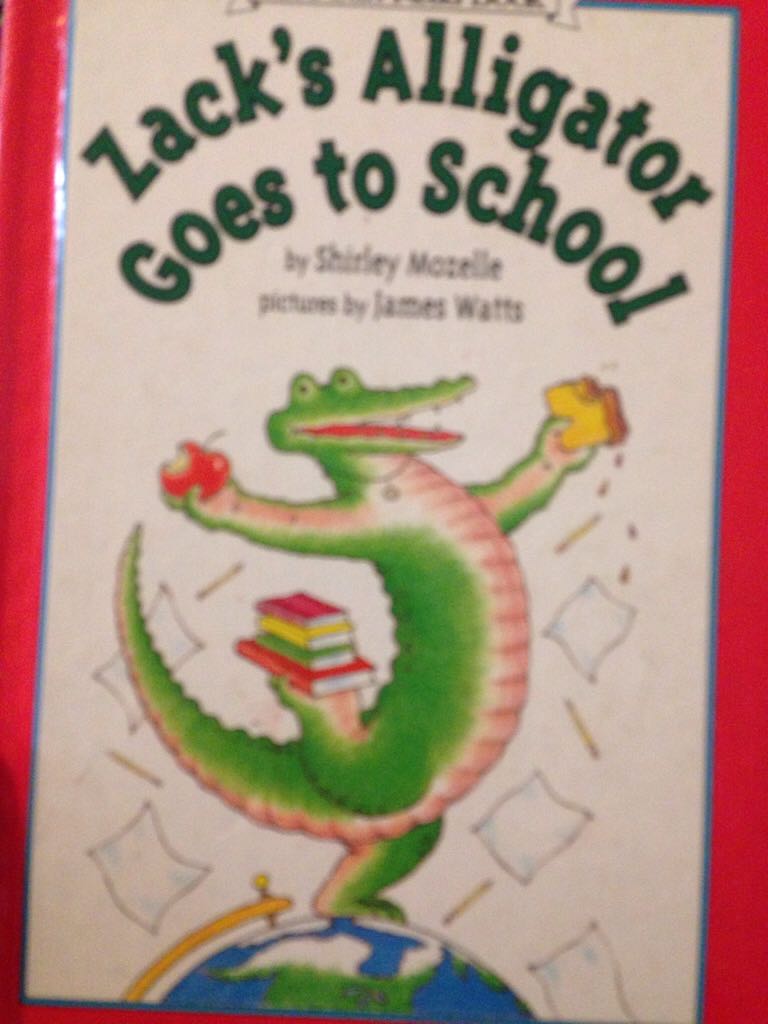 Zack's Alligator
Goes to School
by Shirley Mozelle
pictures by James Watts